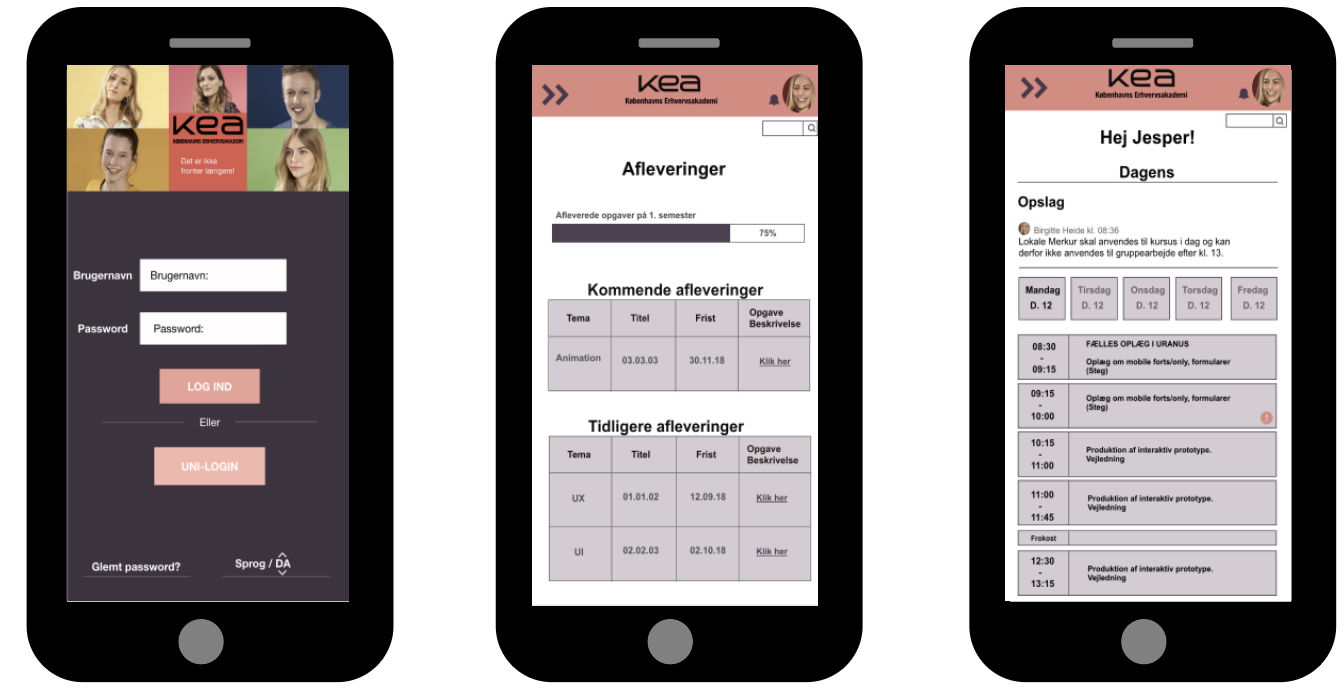 kea
KØBENHAVNS ERHVERVSAKADEMI
Det er ikke
fronter længere!
Brugernavn Brugernavn:
Password Password:
LOG IND
Eller
UNI-LOGIN
Glemt password? Sprog / DA
kea
Københavns Erhvervsakademi
Afleveringer
Afleverede opgaver på 1. semester
75%
Kommende afleveringer
Tema Titel Frist Opgave
Beskrivelse
Animation 03.03.03 30.11.18 Klik her
Tidligere afleveringer
Tema Titel Frist Opgave
Beskrivelse
UX 01.01.02 12.09.18 Klik her
UI 02.02.03 02.10.18 Klik her
kea
Københavns Erhvervsakademi
Hej Jesper!
Dagens
Opslag
Birgitte Heide kl. 08:36
Lokale Merkur skal anvendes til kursus i dag og kan
derfor ikke anvendes til gruppearbejde efter kl. 13.
Mandag Tirsdag Onsdag Torsdag Fredag
D. 12 D. 12 D. 12 D. 12 D. 12
08:30
-
09:15
FÆLLES OPLÆG I URANUS
Oplæg om mobile forts/only, formularer
(Steg)
09:15
-
10:00
Oplæg om mobile forts/only, formularer
(Steg)
!
10:15
-
11:00
Produktion af interaktiv prototype.
Vejledning
11:00
-
11:45
Produktion af interaktiv prototype.
Vejledning
Frokost
12:30
-
13:15
Produktion af interaktiv prototype.
Vejledning